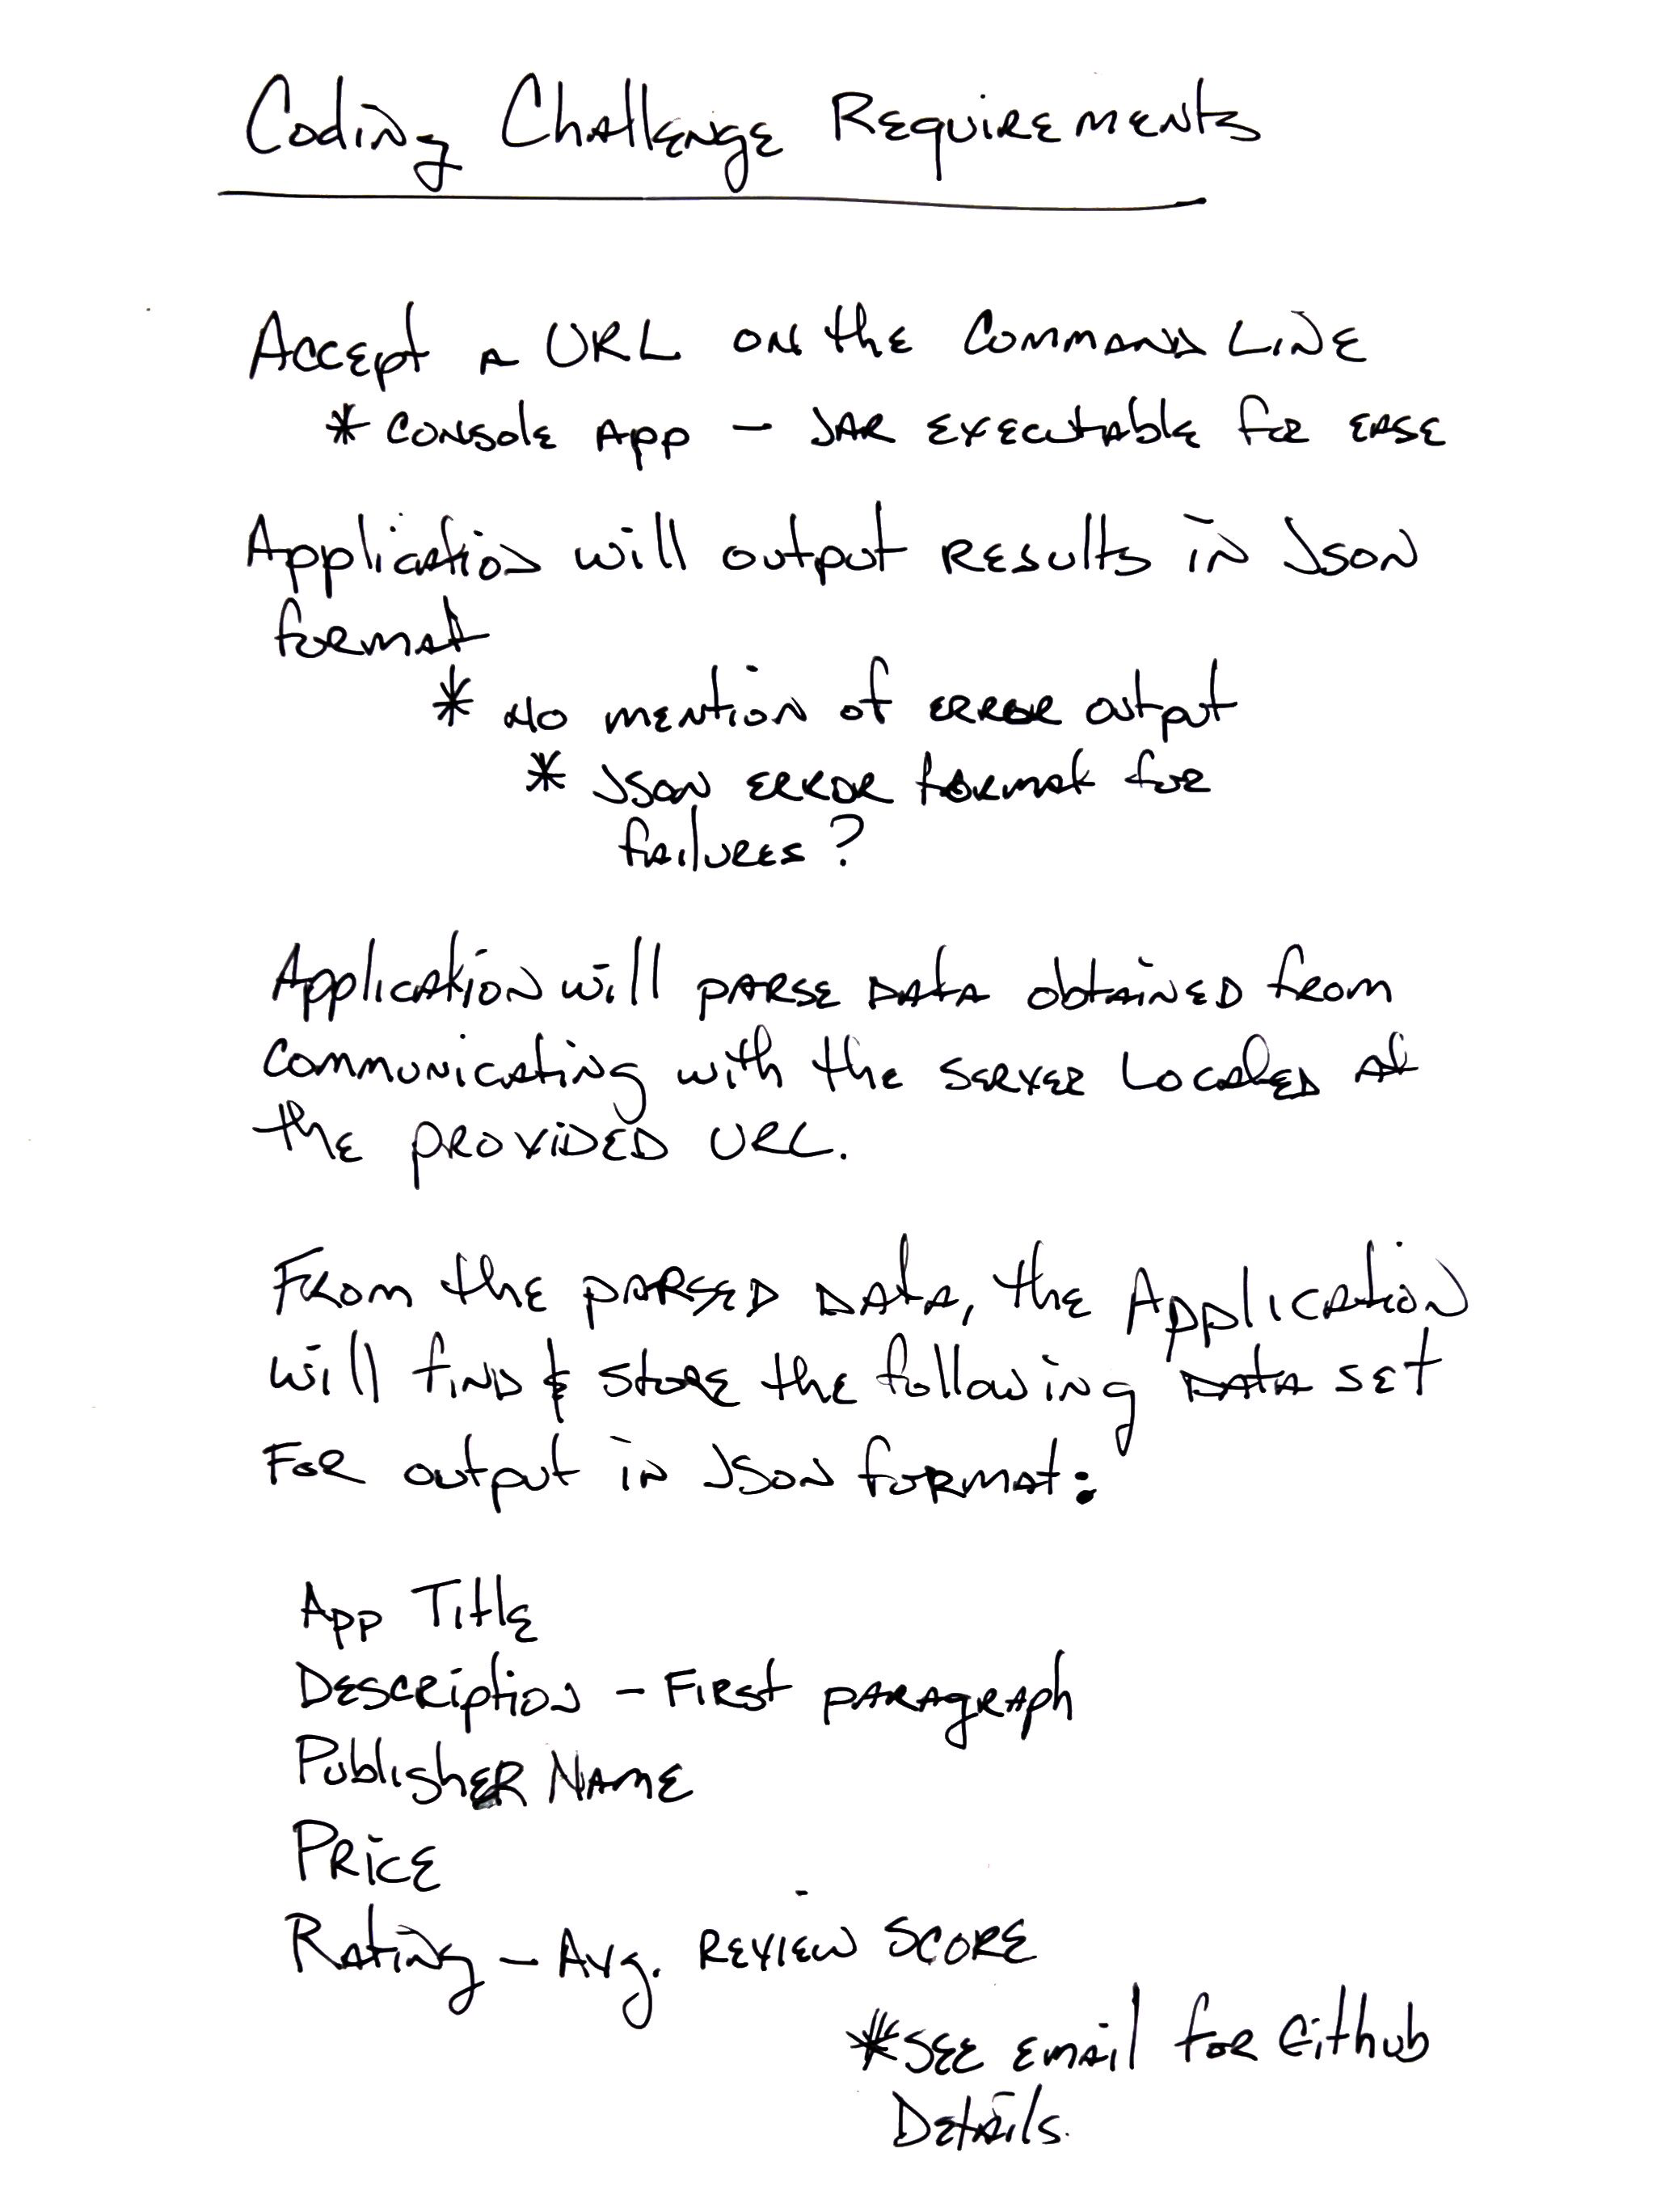 Coding Challenge Requirements
Accept a URL on the Command Line
* Console App - JAR executable for ease
Application will output results in Json
format
* No mention of error output
* Json error format for
failures?
Application will parse data obtained from
communicating with the server located at
the provided URL.
From the parsed data, the Application
will find & store the following data set
For output in Json format:
App Title
Description - First paragraph
Publisher Name
Price
Rating - Avg. Review Score
*See email for Github
Details.